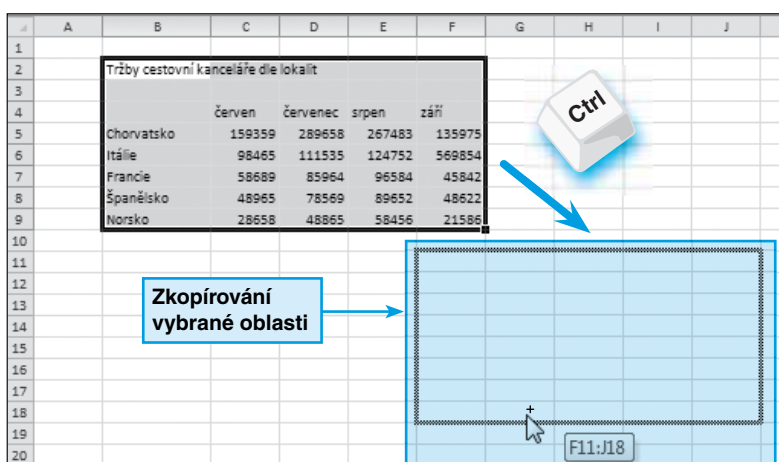 A B C D E F G H I J
1
2 Tržby cestovní kanceláře dle lokalit
3
4 červen červenec srpen září
5 Chorvatsko 159359 289658 267483 135975
6 Itálie 98465 111535 124752 569854
7 Francie 58689 85964 96584 45842
8 Španělsko 48965 78569 89652 48622
9 Norsko 28658 48865 58456 21586
Ctrl
10
11
12
13
14
15
16
17
18
19
20
Zkopírování
vybrané oblasti
F11:J18